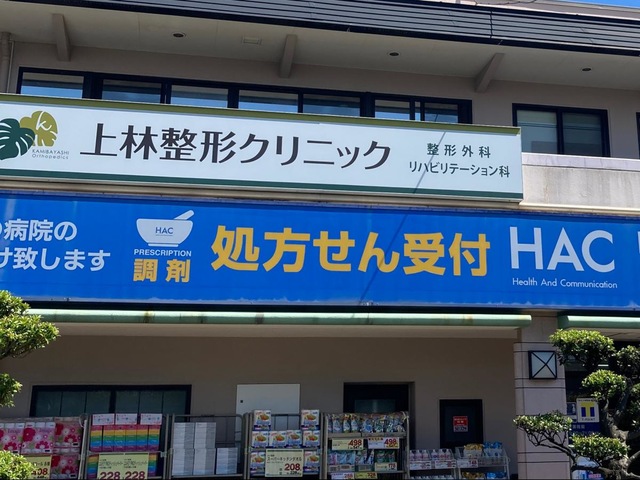 KAMIBAYASHI
Orthopedics
上林整形クリニック
整形外科
リハビリテーション科
病院の
け致します
HAC
PRESCRIPTION
調剤
処方せん受付
HAC
Health And Communication
228
228
208
498
498